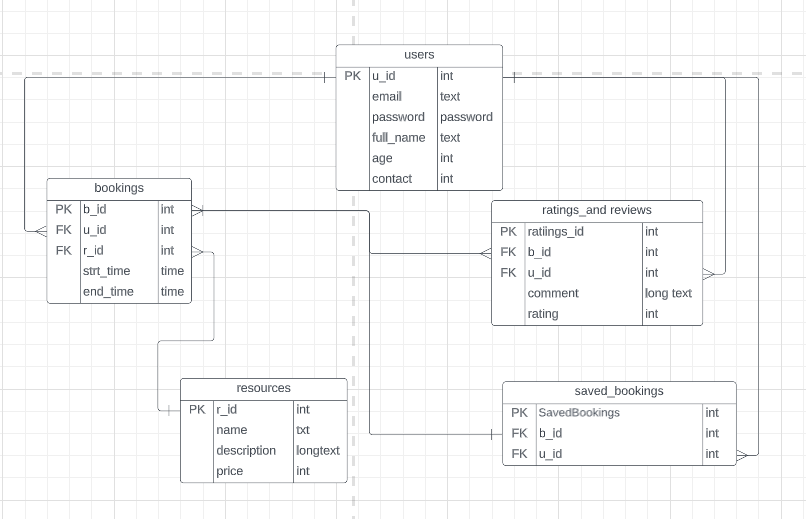 users
PK u_id int
email text
password password
full_name text
age int
contact int
bookings
PK b_id int
FK u_id int
FK r_id int
strt_time time
end_time time
ratings_and reviews
PK ratiings_id int
FK b_id int
FK u_id int
comment long text
rating int
resources
PK r_id int
name txt
description longtext
price int
saved_bookings
PK SavedBookings int
FK b_id int
FK u_id int